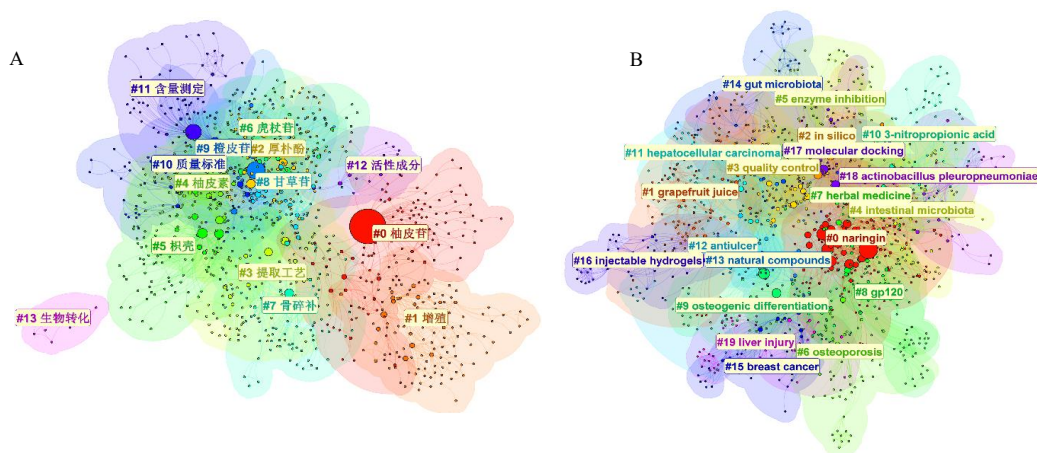 A
#11 含量测定
#6 虎杖苷
#9 橙皮苷
#2 厚朴酚
#10 质量标准
#12 活性成分
#4 柚皮素
#8 甘草苷
#0 柚皮苷
#5 枳壳
#3 提取工艺
#7 骨碎补
#13 生物转化
#1 增殖
B
#14 gut microbiota
#5 enzyme inhibition
#2 in silico
#10 3-nitropropionic acid
#11 hepatocellular carcinoma
#17 molecular docking
#3 quality control
#18 actinobacillus pleuropneumoniae
#1 grapefruit juice
#7 herbal medicine
#4 intestinal microbiota
#0 naringin
#12 antiulcer
#16 injectable hydrogels
#13 natural compounds
#8 gp120
#9 osteogenic differentiation
#19 liver injury
#6 osteoporosis
#15 breast cancer